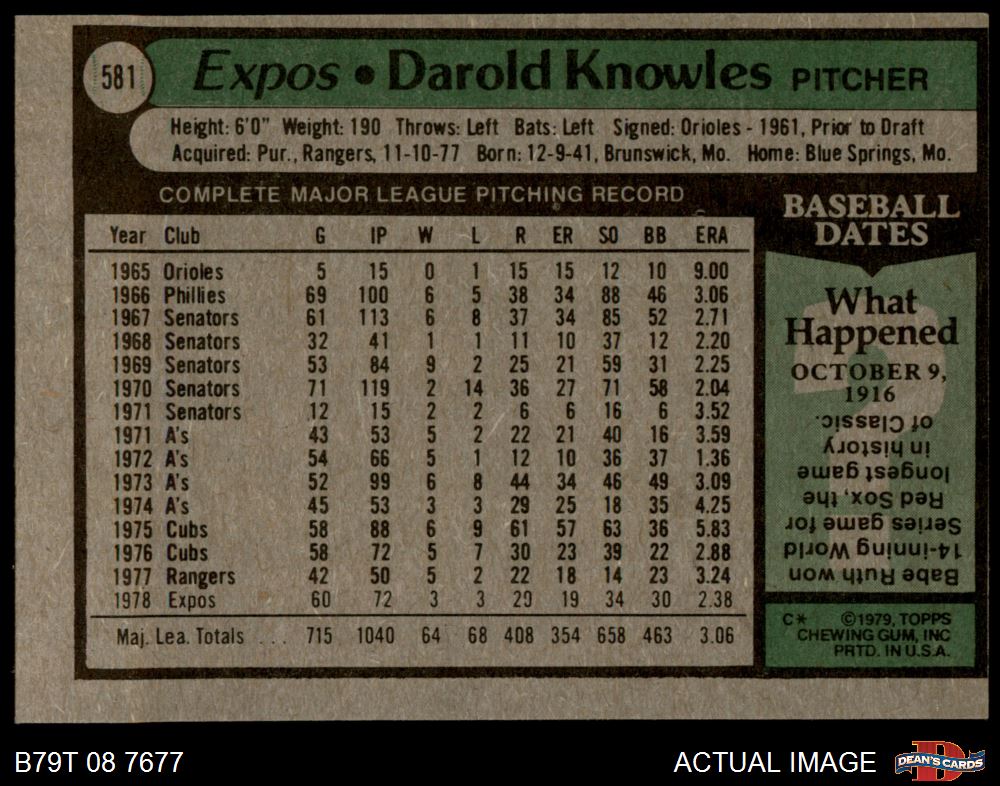 581
Expos • Darold Knowles PITCHER
Height: 6'0" Weight: 190 Throws: Left Bats: Left Signed: Orioles - 1961, Prior to Draft
Acquired: Pur., Rangers, 11-10-77 Born: 12-9-41, Brunswick, Mo. Home: Blue Springs, Mo.
COMPLETE MAJOR LEAGUE PITCHING RECORD
Year Club G IP W L R ER SO BB ERA
1965 Orioles 5 15 0 1 15 15 12 10 9.00
1966 Phillies 69 100 6 5 38 34 88 46 3.06
1967 Senators 61 113 6 8 37 34 85 52 2.71
1968 Senators 32 41 1 1 11 10 37 12 2.20
1969 Senators 53 84 9 2 25 21 59 31 2.25
1970 Senators 71 119 2 14 36 27 71 58 2.04
1971 Senators 12 15 2 2 6 6 16 6 3.52
1971 A's 43 53 5 2 22 21 40 16 3.59
1972 A's 54 66 5 1 12 10 36 37 1.36
1973 A's 52 99 6 8 44 34 46 49 3.09
1974 A's 45 53 3 3 29 25 18 35 4.25
1975 Cubs 58 88 6 9 61 57 63 36 5.83
1976 Cubs 58 72 5 7 30 23 39 22 2.88
1977 Rangers 42 50 5 2 22 18 14 23 3.24
1978 Expos 60 72 3 3 29 19 34 30 2.38
Maj. Lea. Totals . . . 715 1040 64 68 408 354 658 463 3.06
BASEBALL
DATES
What
Happened
OCTOBER 9,
1916
Babe Ruth won
14-inning World
Series game for
Red Sox, the
longest game
in history
of Classic.
C* ©1979, TOPPS
CHEWING GUM, INC
PRTD. IN U.S.A.
B79T 08 7677
ACTUAL IMAGE
DEAN'S CARDS